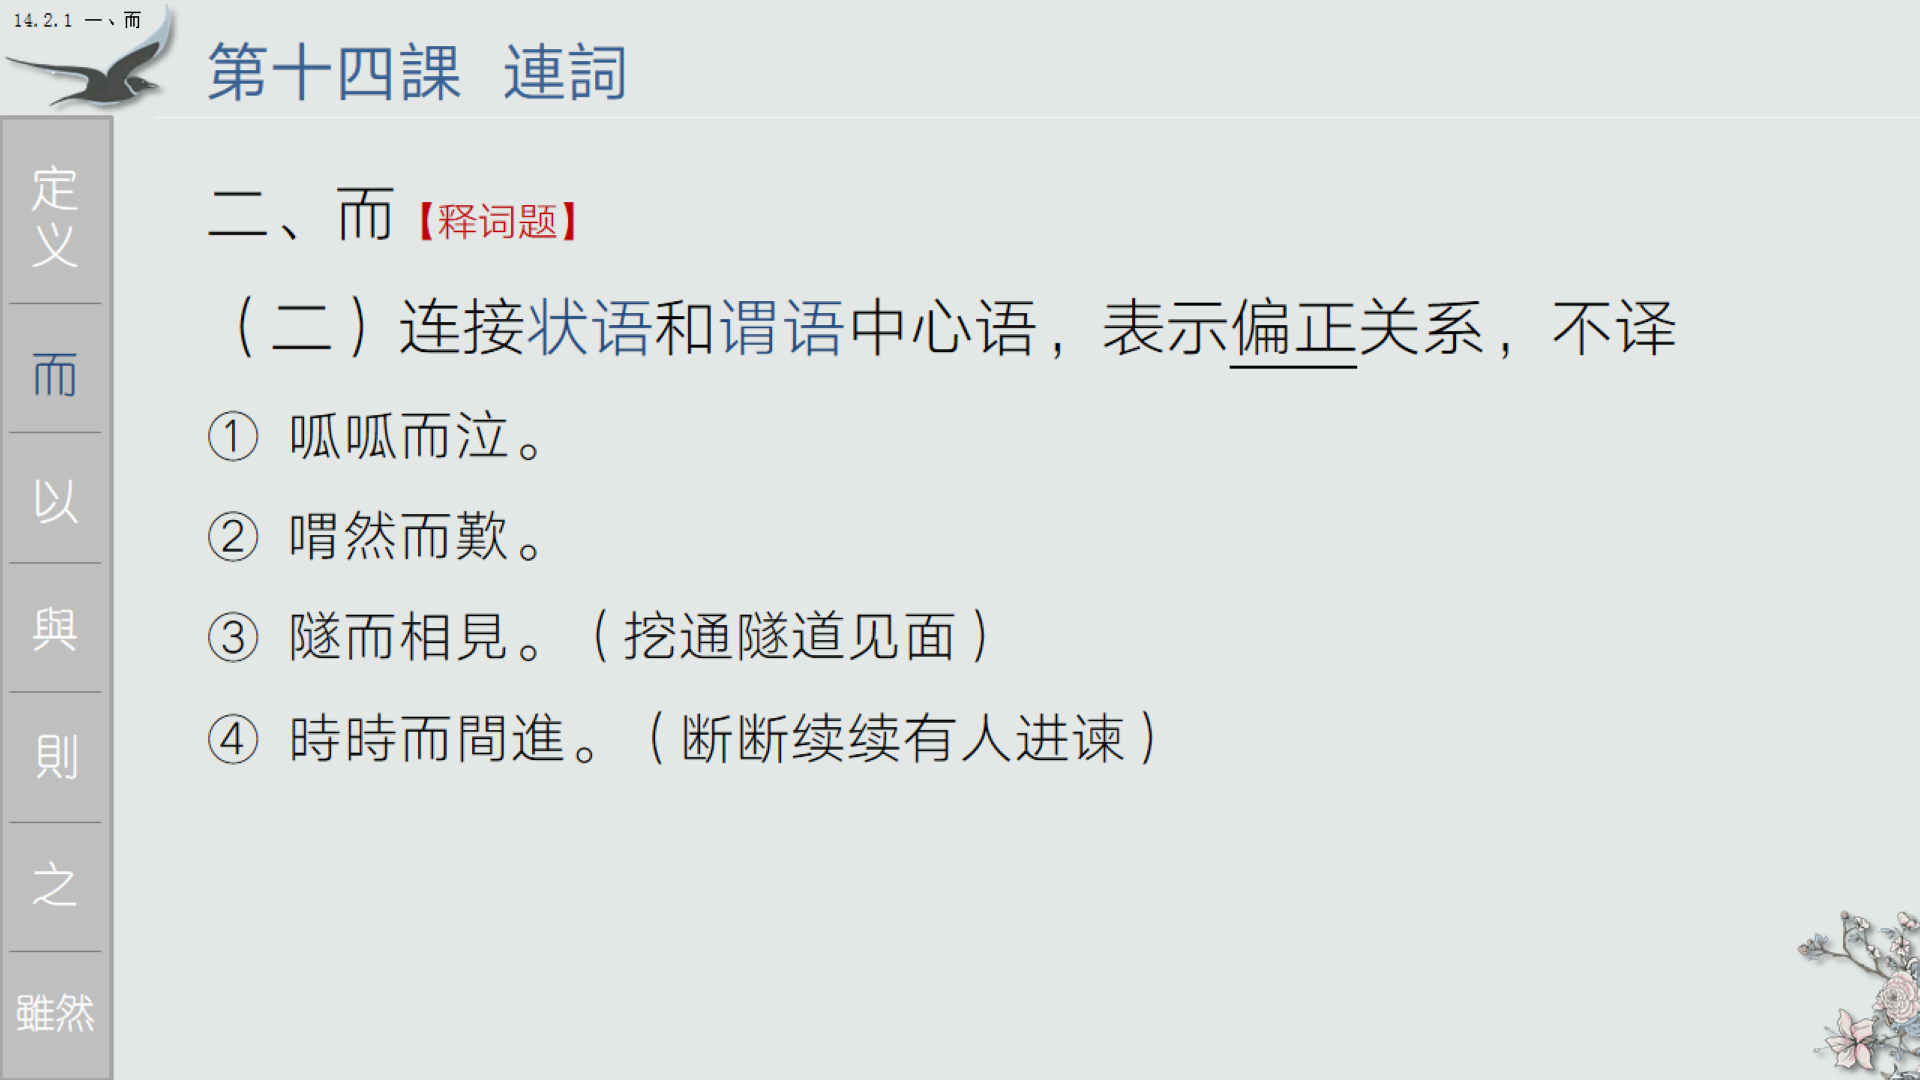 14.2.1 一、而
第十四課 連詞
定义
而
以
與
則
之
雖然
二、而【释词题】
（二）连接状语和谓语中心语，表示偏正关系，不译
① 呱呱而泣。
② 喟然而歎。
③ 隧而相見。（挖通隧道见面）
④ 時時而間進。（断断续续有人进谏）